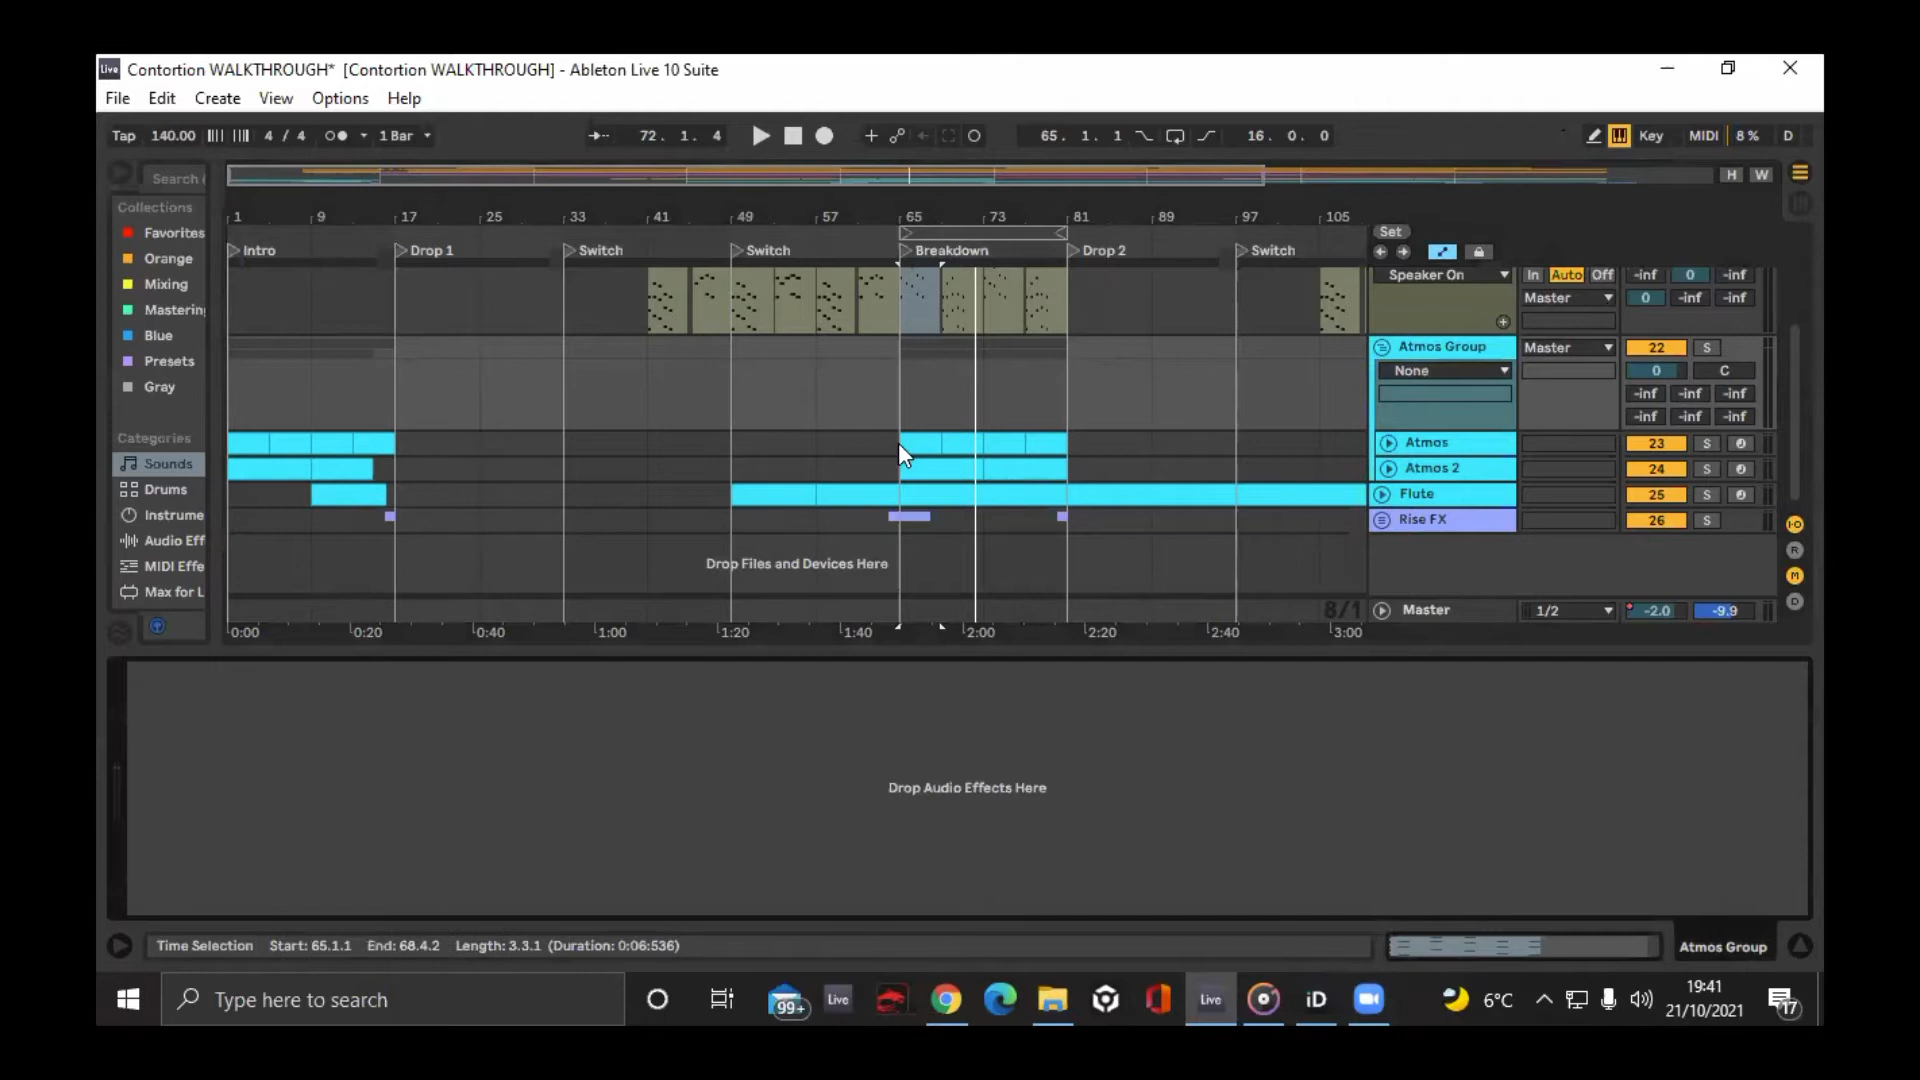 Live Contortion WALKTHROUGH* [Contortion WALKTHROUGH] - Ableton Live 10 Suite
File Edit Create View Options Help
Tap 140.00 4 / 4 1 Bar 72. 1. 4 65. 1. 1 16. 0. 0 Key MIDI 8 % D
Search (
H W
Collections
1 9 17 25 33 41 49 57 65 73 81 89 97 105
Set
Favorites
Intro Drop 1 Switch Switch Breakdown Drop 2 Switch
Orange
Speaker On In Auto Off -inf 0 -inf
Mixing
Master 0 -inf -inf
Mastering
Blue
Atmos Group Master 22 S
Presets
None 0 C
Gray
-inf -inf -inf
-inf -inf -inf
Categories
Atmos 23 S
Sounds
Atmos 2 24 S
Drums
Flute 25 S
Instrume
Rise FX 26 S
Audio Eff
Drop Files and Devices Here
MIDI Effe
Max for L
8/1
Master 1/2 -2.0 -9.9
0:00 0:20 0:40 1:00 1:20 1:40 2:00 2:20 2:40 3:00
I·O
R
M
D
Drop Audio Effects Here
Time Selection Start: 65.1.1 End: 68.4.2 Length: 3.3.1 (Duration: 0:06:536)
Atmos Group
Type here to search
99+ Live Live iD
6°C
19:41
21/10/2021
17